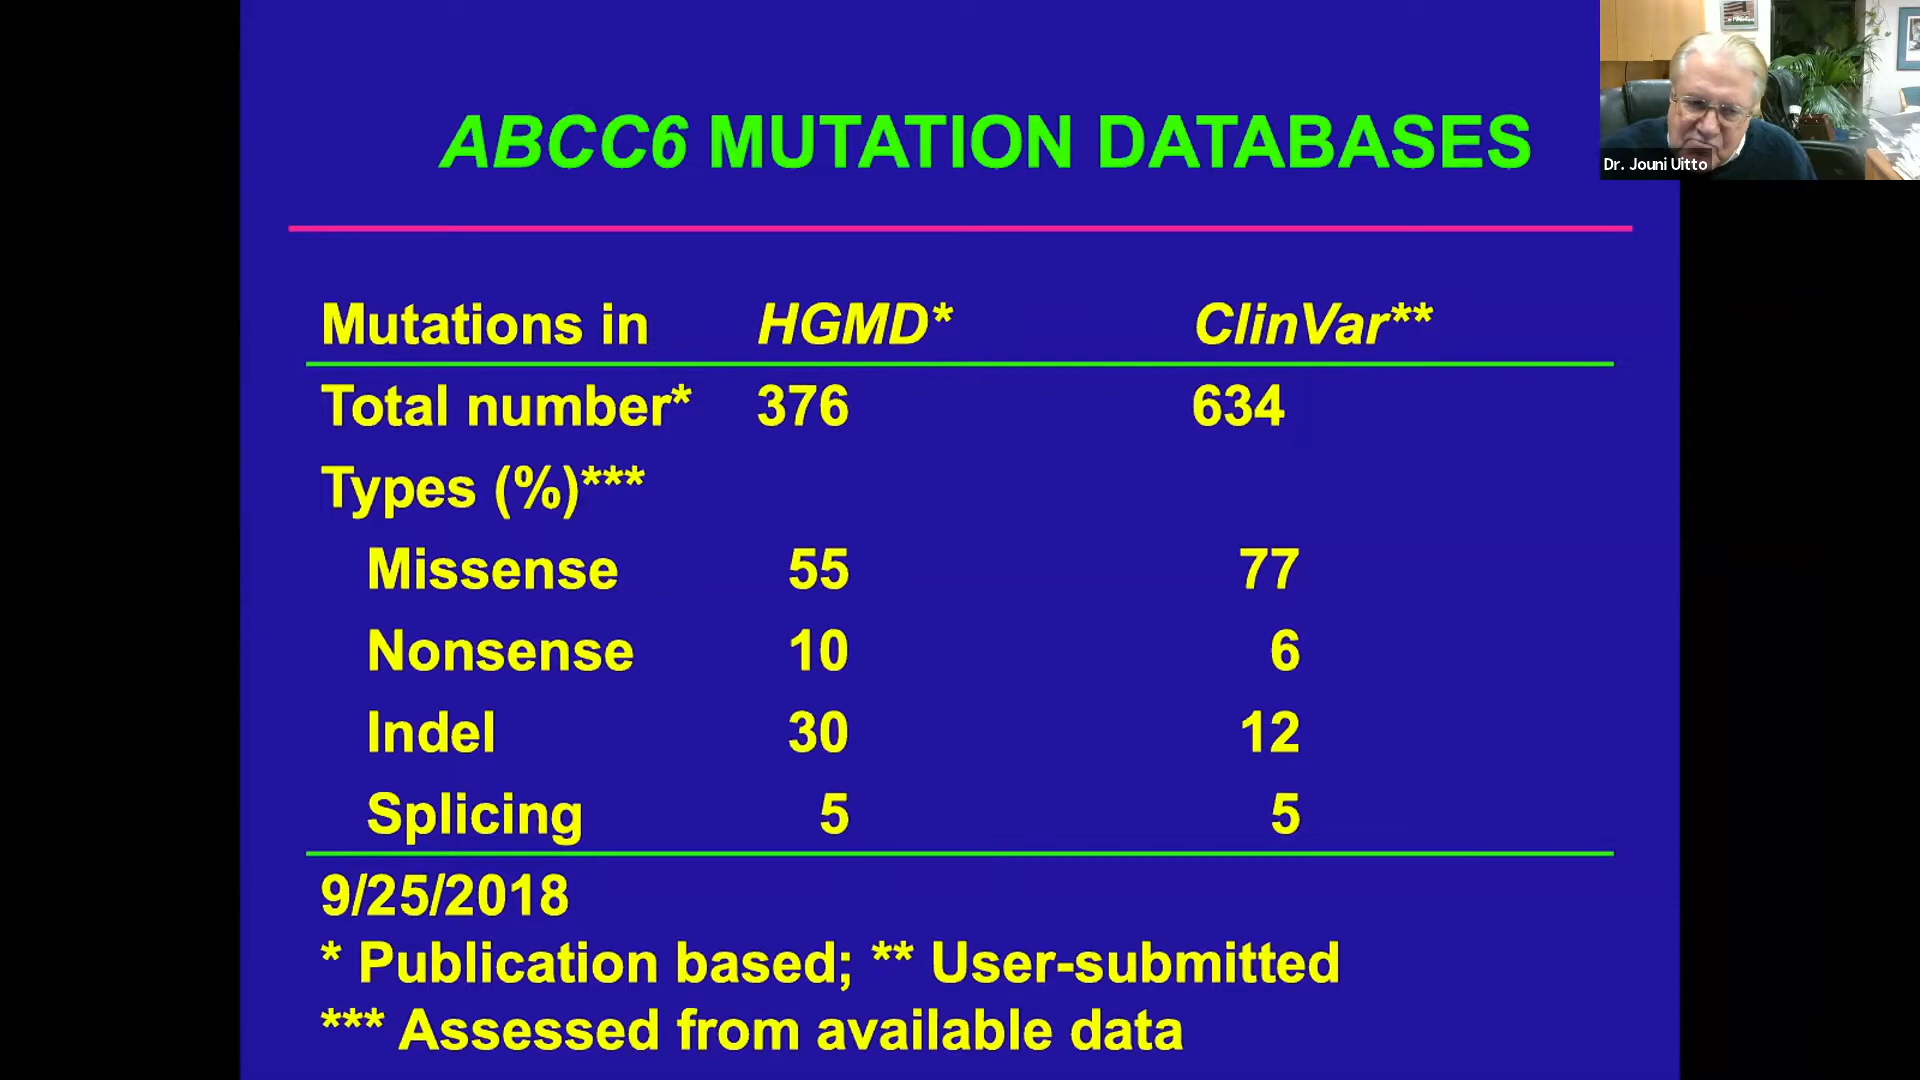 ABCC6 MUTATION DATABASES
Dr. Jouni Uitto
Mutations in HGMD* ClinVar**
Total number* 376 634
Types (%)***
Missense 55 77
Nonsense 10 6
Indel 30 12
Splicing 5 5
9/25/2018
* Publication based; ** User-submitted
*** Assessed from available data